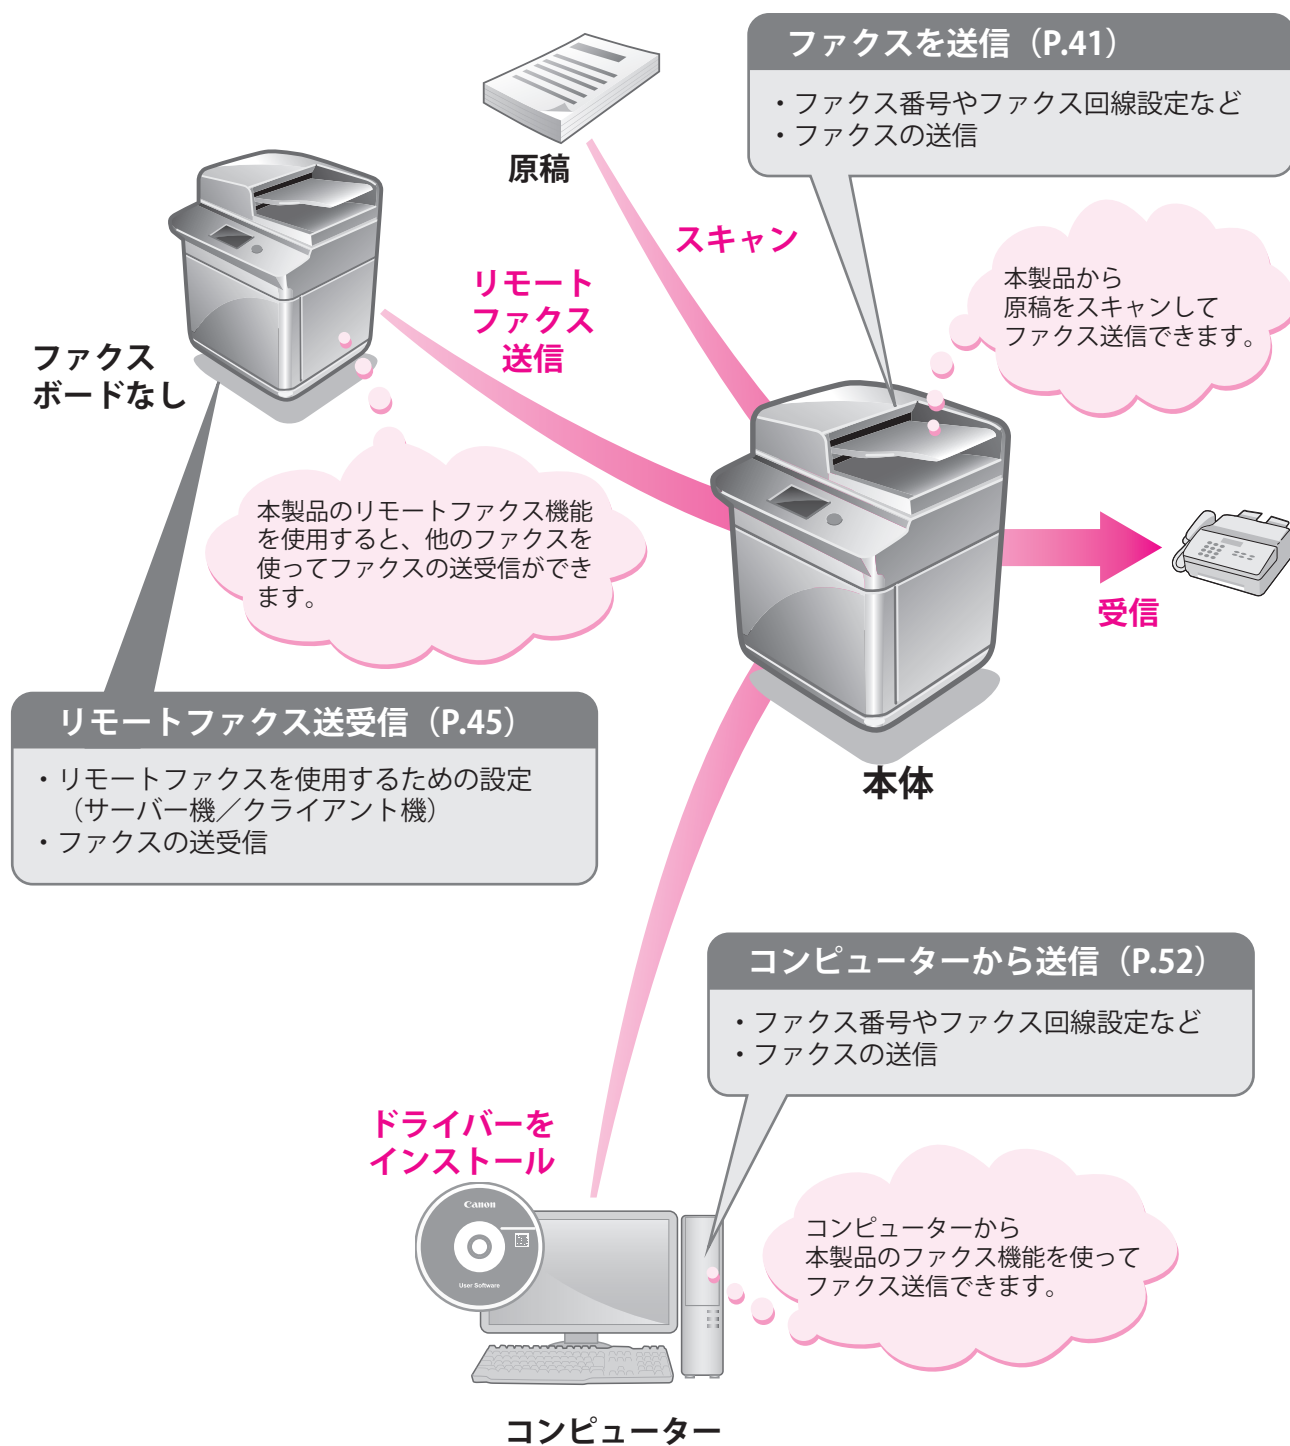 ファクスを送信（P.41）
・ファクス番号やファクス回線設定など
・ファクスの送信
原稿
スキャン
本製品から
原稿をスキャンして
ファクス送信できます。
リモート
ファクス
送信
ファクス
ボードなし
本製品のリモートファクス機能
を使用すると、他のファクスを
使ってファクスの送受信ができ
ます。
受信
リモートファクス送受信（P.45）
・リモートファクスを使用するための設定
（サーバー機／クライアント機）
・ファクスの送受信
本体
コンピューターから送信（P.52）
・ファクス番号やファクス回線設定など
・ファクスの送信
ドライバーを
インストール
Canon
User Software
コンピューターから
本製品のファクス機能を使って
ファクス送信できます。
コンピューター